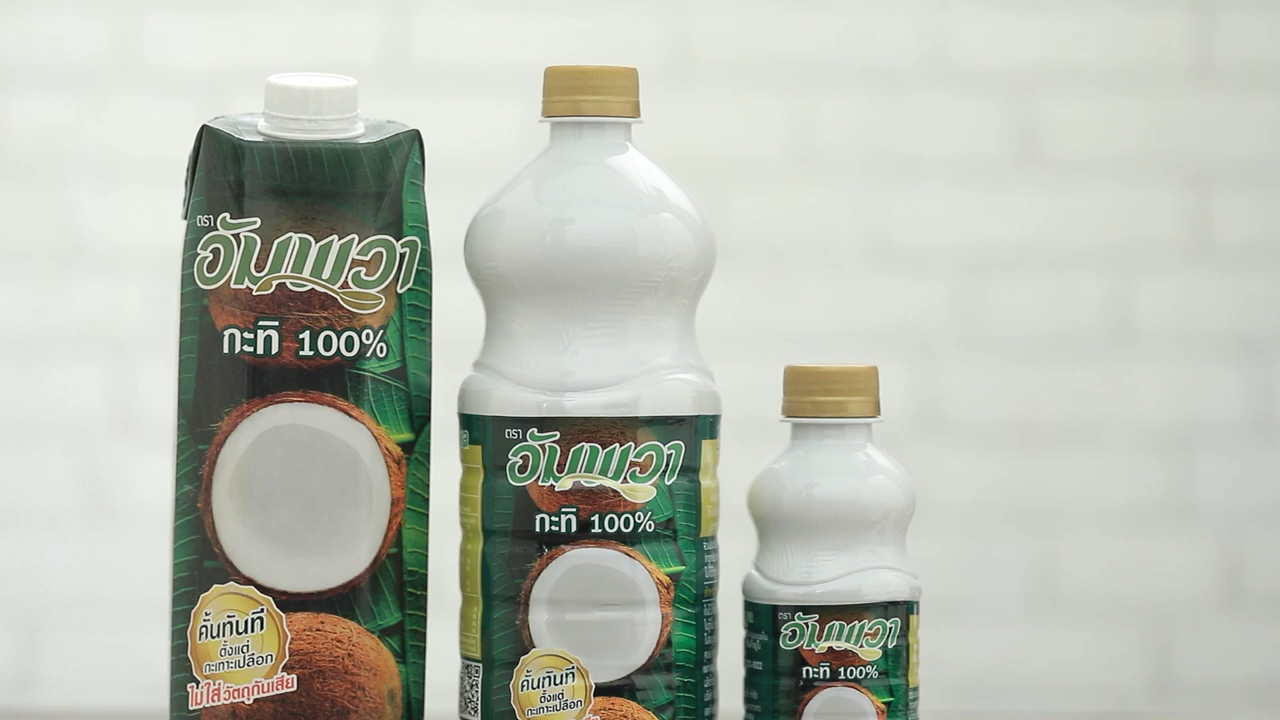 ตรา
อัมพวา
กะทิ 100%
คั้นทันที
ตั้งแต่
กะเทาะเปลือก
ไม่ใส่วัตถุกันเสีย
ตรา
อัมพวา
กะทิ 100%
คั้นทันที
ตั้งแต่
กะเทาะเปลือก
ตรา
อัมพวา
กะทิ 100%